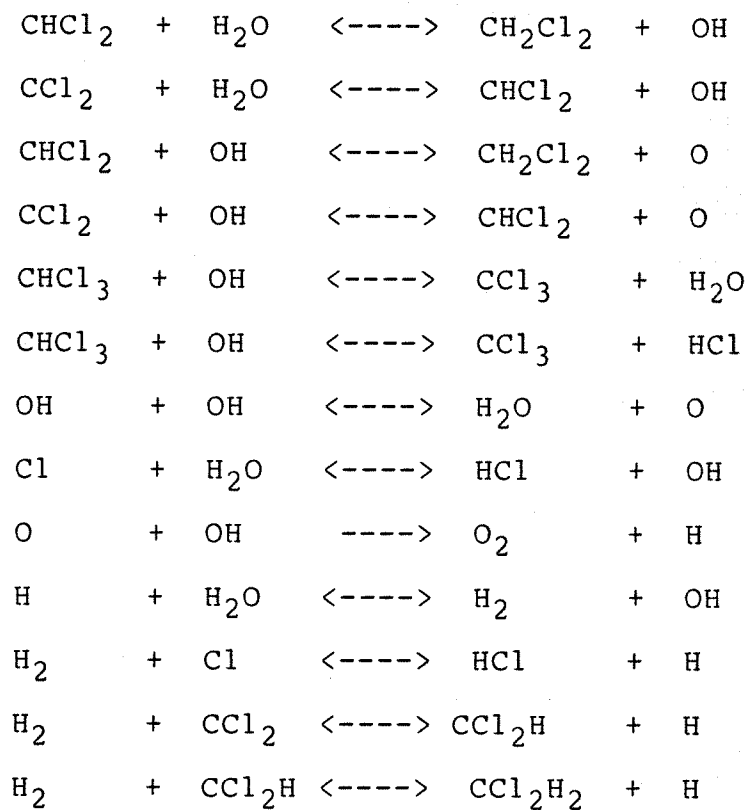 CHCl2 + H2O <----> CH2Cl2 + OH
CCl2 + H2O <----> CHCl2 + OH
CHCl2 + OH <----> CH2Cl2 + O
CCl2 + OH <----> CHCl2 + O
CHCl3 + OH <----> CCl3 + H2O
CHCl3 + OH <----> CCl3 + HCl
OH + OH <----> H2O + O
Cl + H2O <----> HCl + OH
O + OH ----> O2 + H
H + H2O <----> H2 + OH
H2 + Cl <----> HCl + H
H2 + CCl2 <----> CCl2H + H
H2 + CCl2H <----> CCl2H2 + H